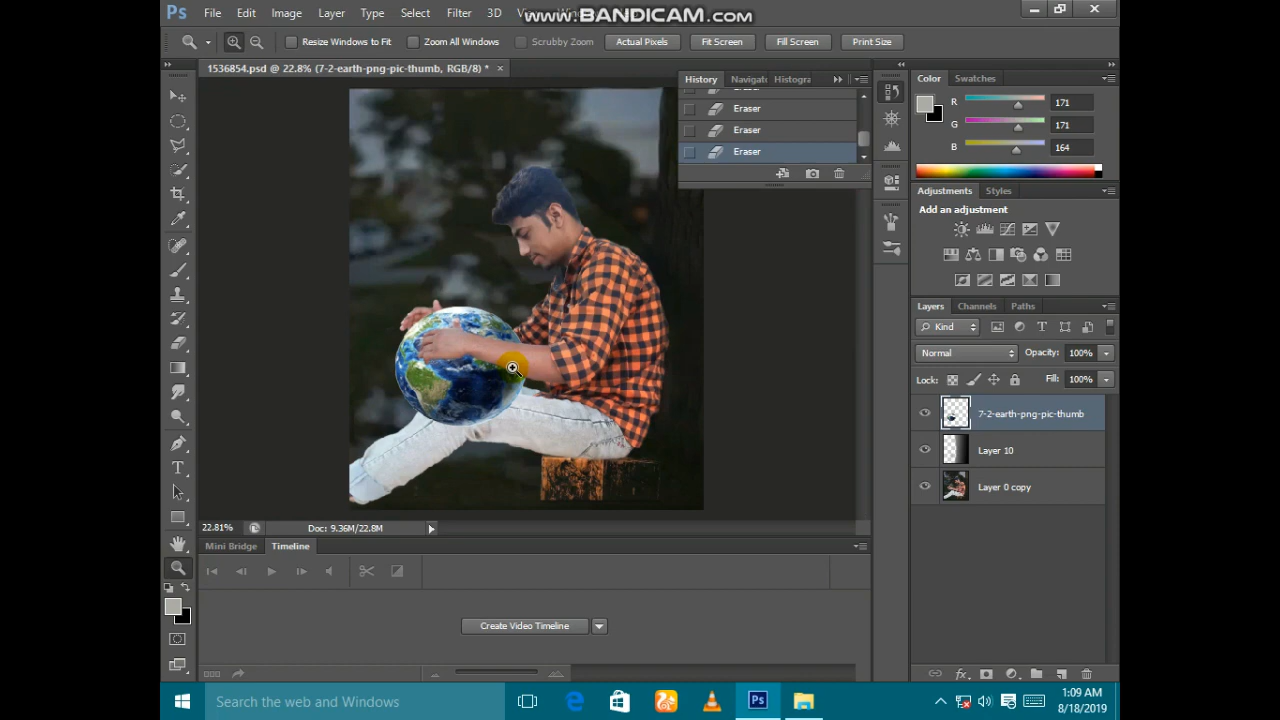 Ps File Edit Image Layer Type Select Filter 3D
www.BANDICAM.com
Resize Windows to Fit Zoom All Windows Scrubby Zoom Actual Pixels Fit Screen Fill Screen Print Size
1536854.psd @ 22.8% (7-2-earth-png-pic-thumb, RGB/8) * ×
History Navigat Histogra
Eraser
Eraser
Eraser
Color Swatches
R 171
G 171
B 164
Adjustments Styles
Add an adjustment
Layers Channels Paths
Kind
Normal Opacity: 100%
Lock: Fill: 100%
7-2-earth-png-pic-thumb
Layer 10
Layer 0 copy
22.81% Doc: 9.36M/22.8M
Mini Bridge Timeline
Create Video Timeline
Search the web and Windows
Ps
1:09 AM
8/18/2019